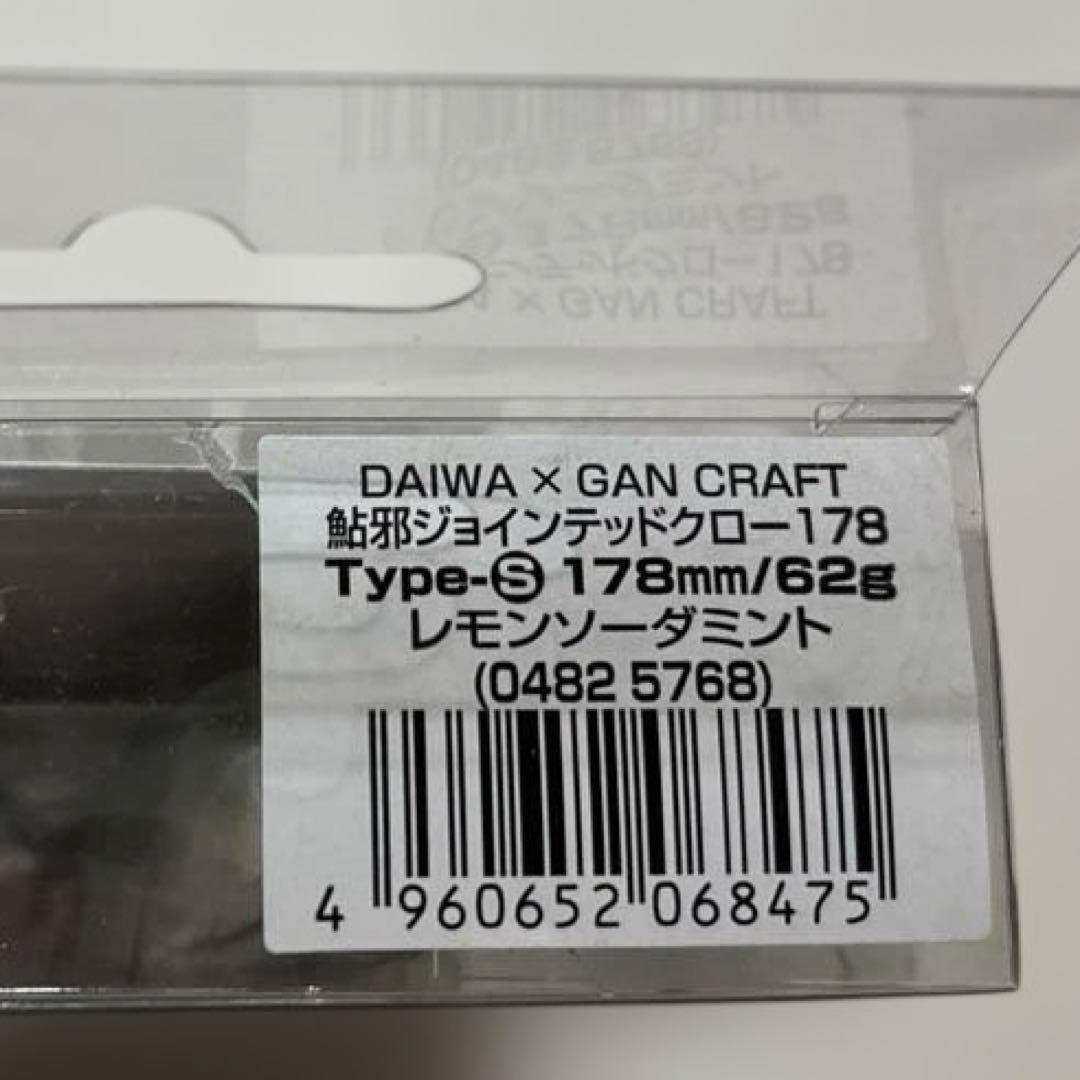 DAIWA × GAN CRAFT
鮎邪ジョインテッドクロー178
Type-Ⓢ 178mm/62g
レモンソーダミント
(0482 5768)
4 960652 068475